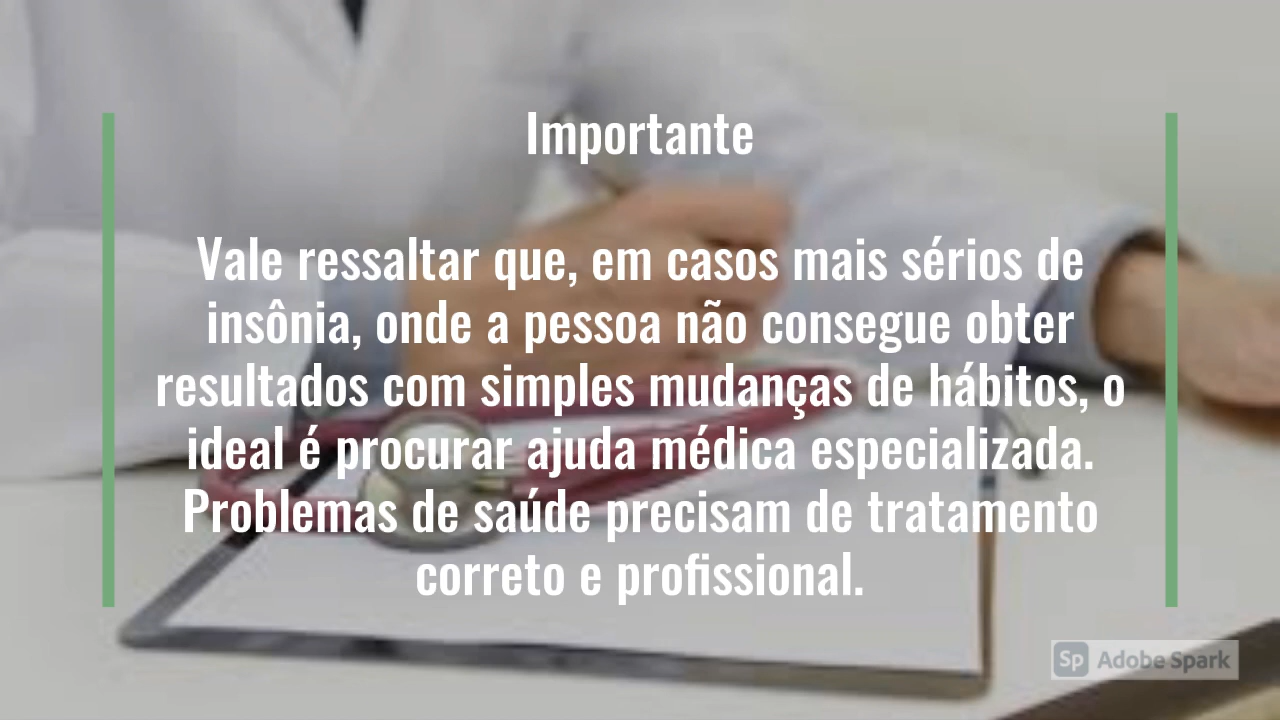 Importante
Vale ressaltar que, em casos mais sérios de
insônia, onde a pessoa não consegue obter
resultados com simples mudanças de hábitos, o
ideal é procurar ajuda médica especializada.
Problemas de saúde precisam de tratamento
correto e profissional.
Sp Adobe Spark